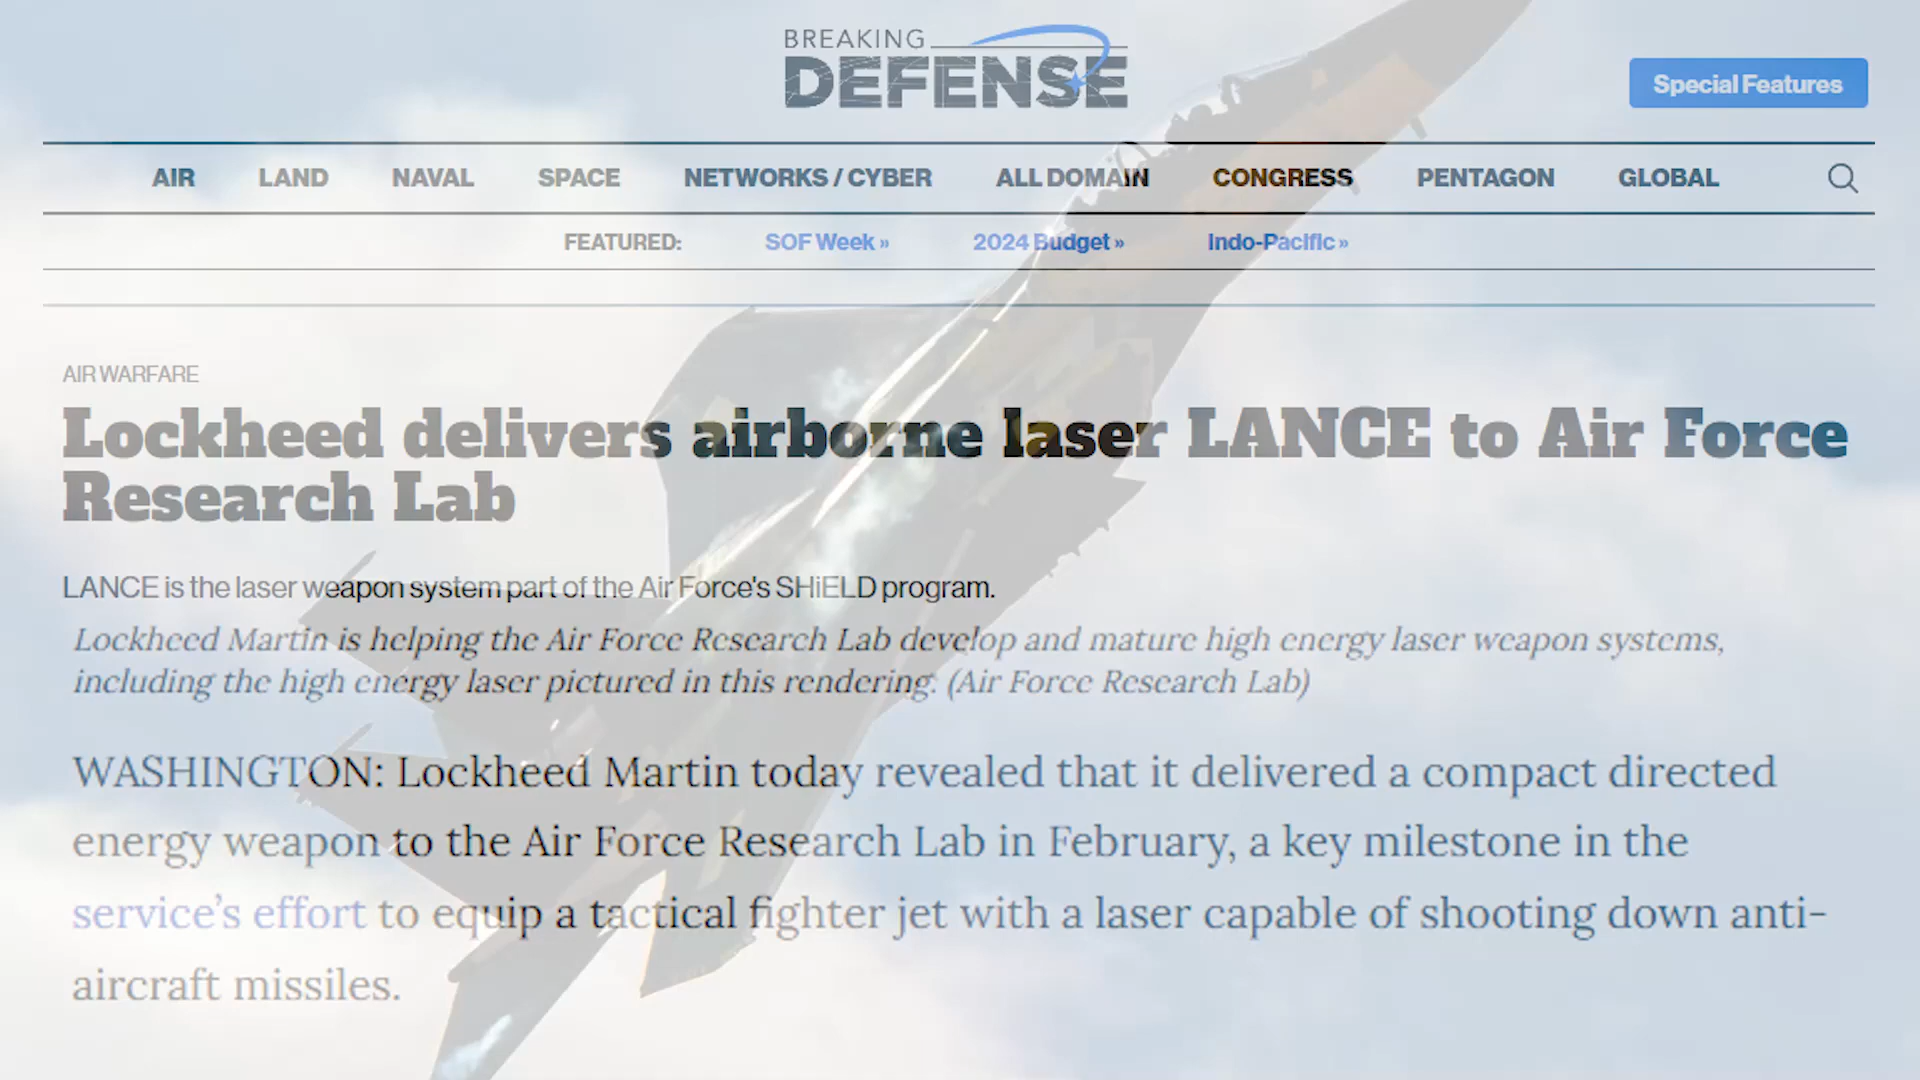 BREAKING
DEFENSE
Special Features
AIR LAND NAVAL SPACE NETWORKS / CYBER ALL DOMAIN CONGRESS PENTAGON GLOBAL
FEATURED: SOF Week » 2024 Budget » Indo-Pacific »
AIR WARFARE
Lockheed delivers airborne laser LANCE to Air Force
Research Lab
LANCE is the laser weapon system part of the Air Force's SHiELD program.
Lockheed Martin is helping the Air Force Research Lab develop and mature high energy laser weapon systems,
including the high energy laser pictured in this rendering. (Air Force Research Lab)
WASHINGTON: Lockheed Martin today revealed that it delivered a compact directed
energy weapon to the Air Force Research Lab in February, a key milestone in the
service’s effort to equip a tactical fighter jet with a laser capable of shooting down anti-
aircraft missiles.